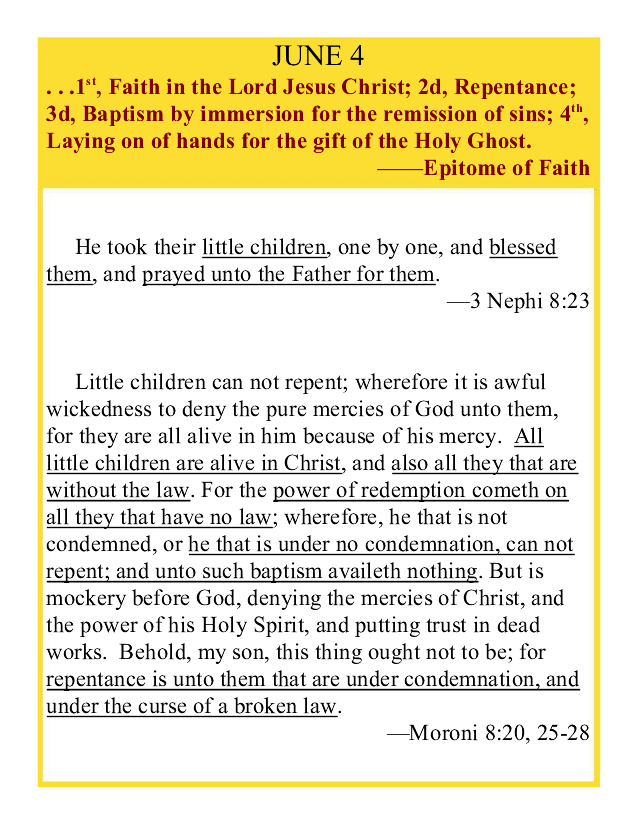 JUNE 4
. . .1st, Faith in the Lord Jesus Christ; 2d, Repentance;
3d, Baptism by immersion for the remission of sins; 4th,
Laying on of hands for the gift of the Holy Ghost.
——Epitome of Faith
He took their little children, one by one, and blessed
them, and prayed unto the Father for them.
—3 Nephi 8:23
Little children can not repent; wherefore it is awful
wickedness to deny the pure mercies of God unto them,
for they are all alive in him because of his mercy.  All
little children are alive in Christ, and also all they that are
without the law. For the power of redemption cometh on
all they that have no law; wherefore, he that is not
condemned, or he that is under no condemnation, can not
repent; and unto such baptism availeth nothing. But is
mockery before God, denying the mercies of Christ, and
the power of his Holy Spirit, and putting trust in dead
works.  Behold, my son, this thing ought not to be; for
repentance is unto them that are under condemnation, and
under the curse of a broken law.
—Moroni 8:20, 25-28